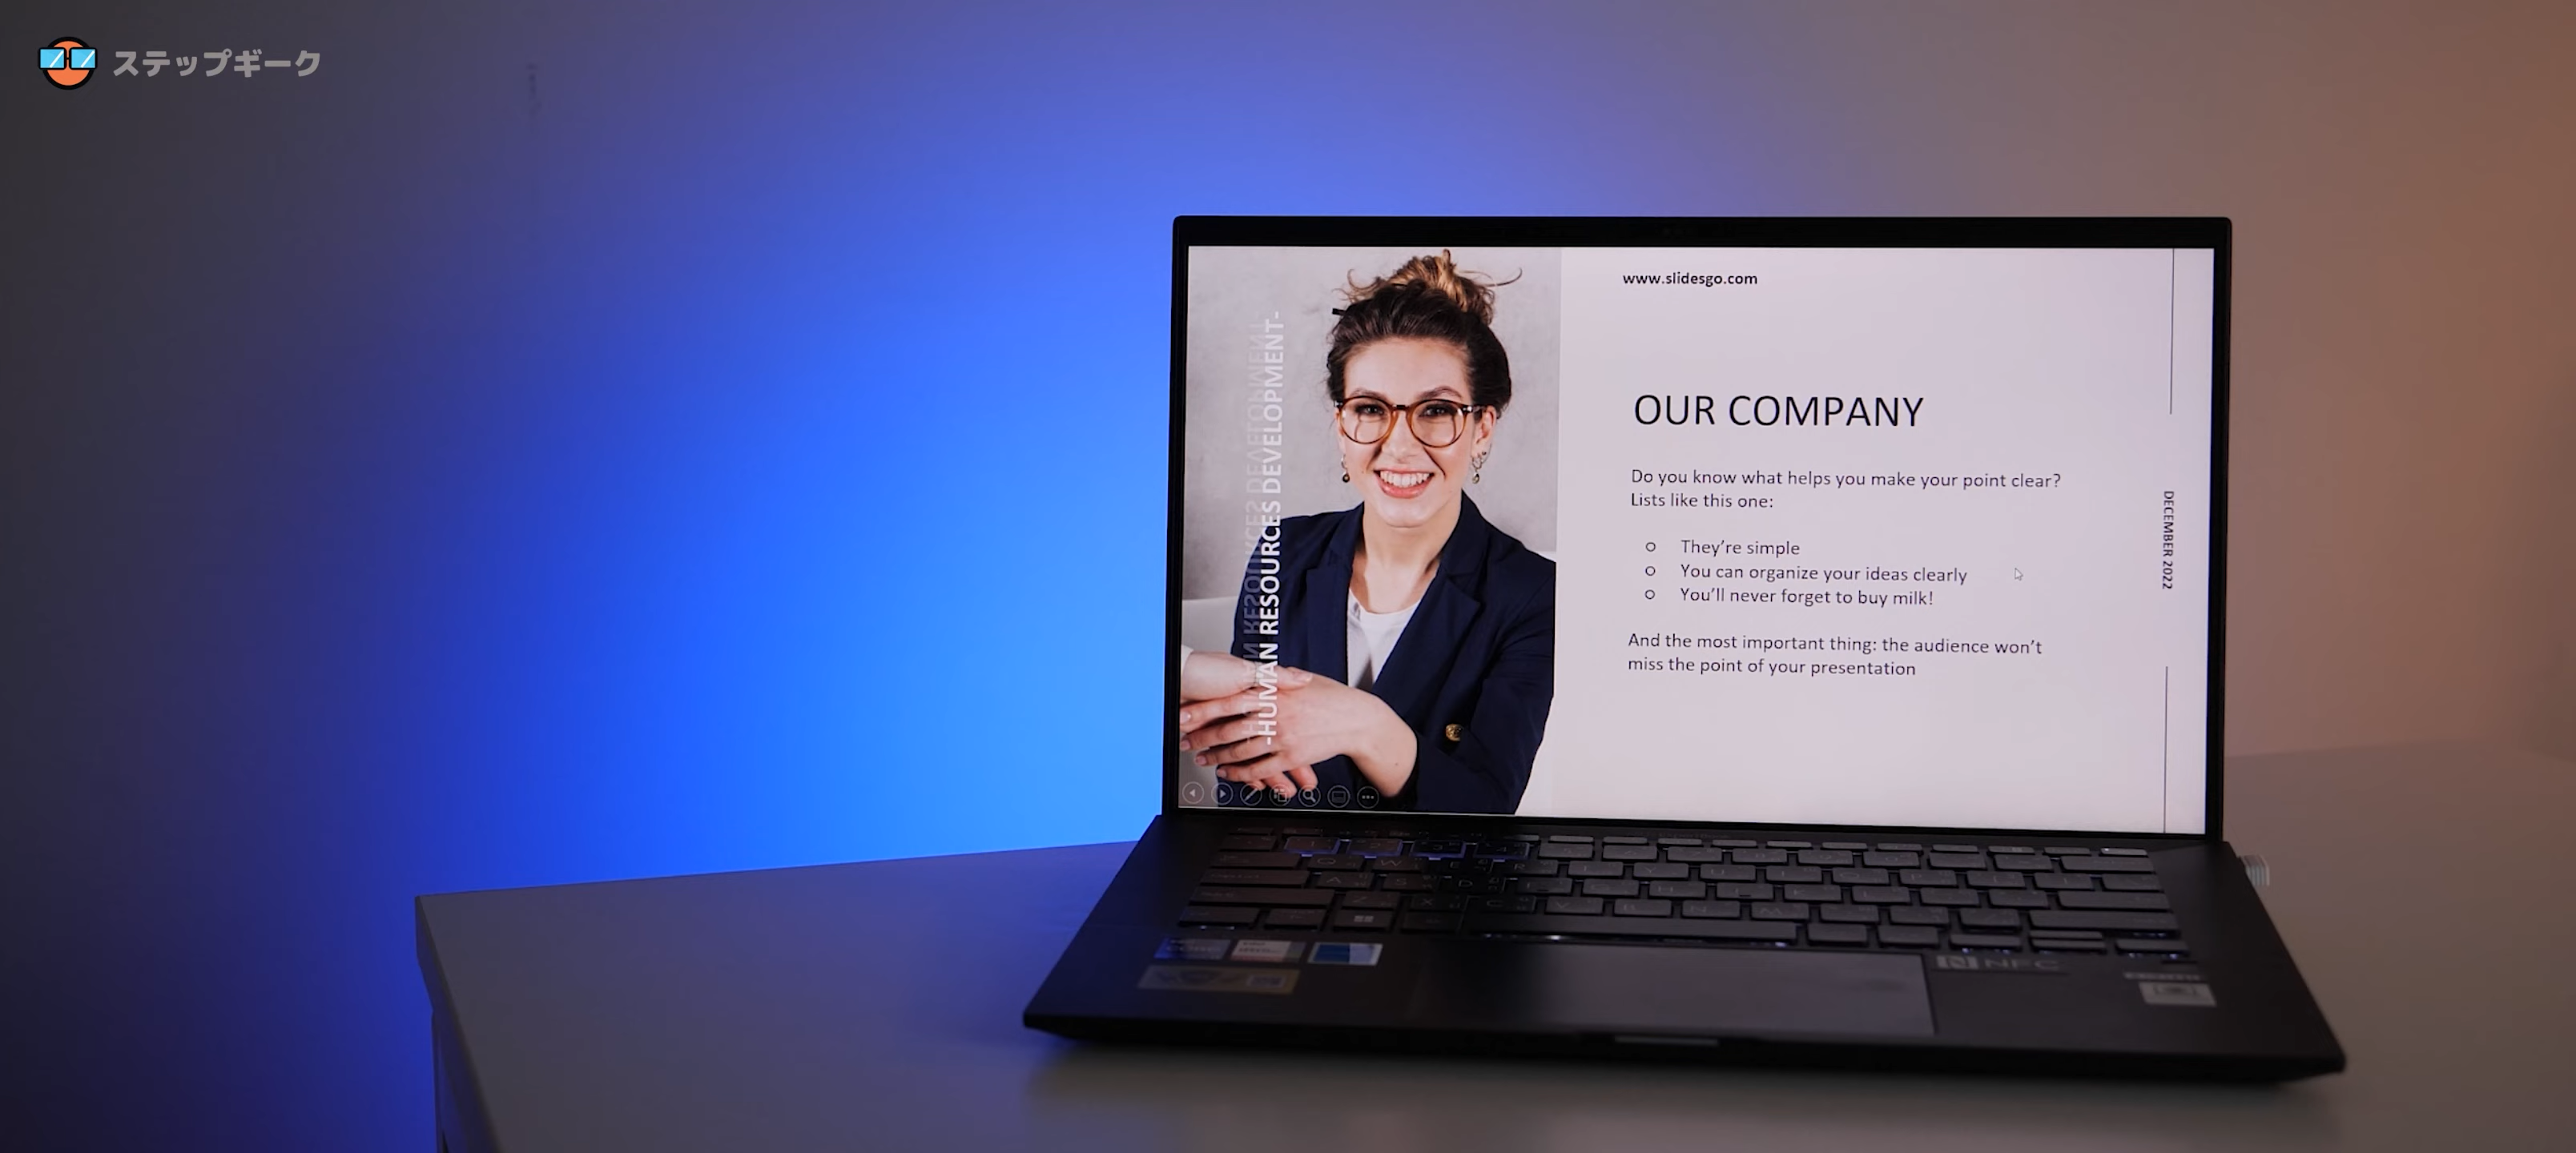 ステップギーク
-HUMAN RESOURCES DEVELOPMENT-
www.slidesgo.com
OUR COMPANY
Do you know what helps you make your point clear?
Lists like this one:
They're simple
You can organize your ideas clearly
You'll never forget to buy milk!
And the most important thing: the audience won't
miss the point of your presentation
DECEMBER 2022
NFC